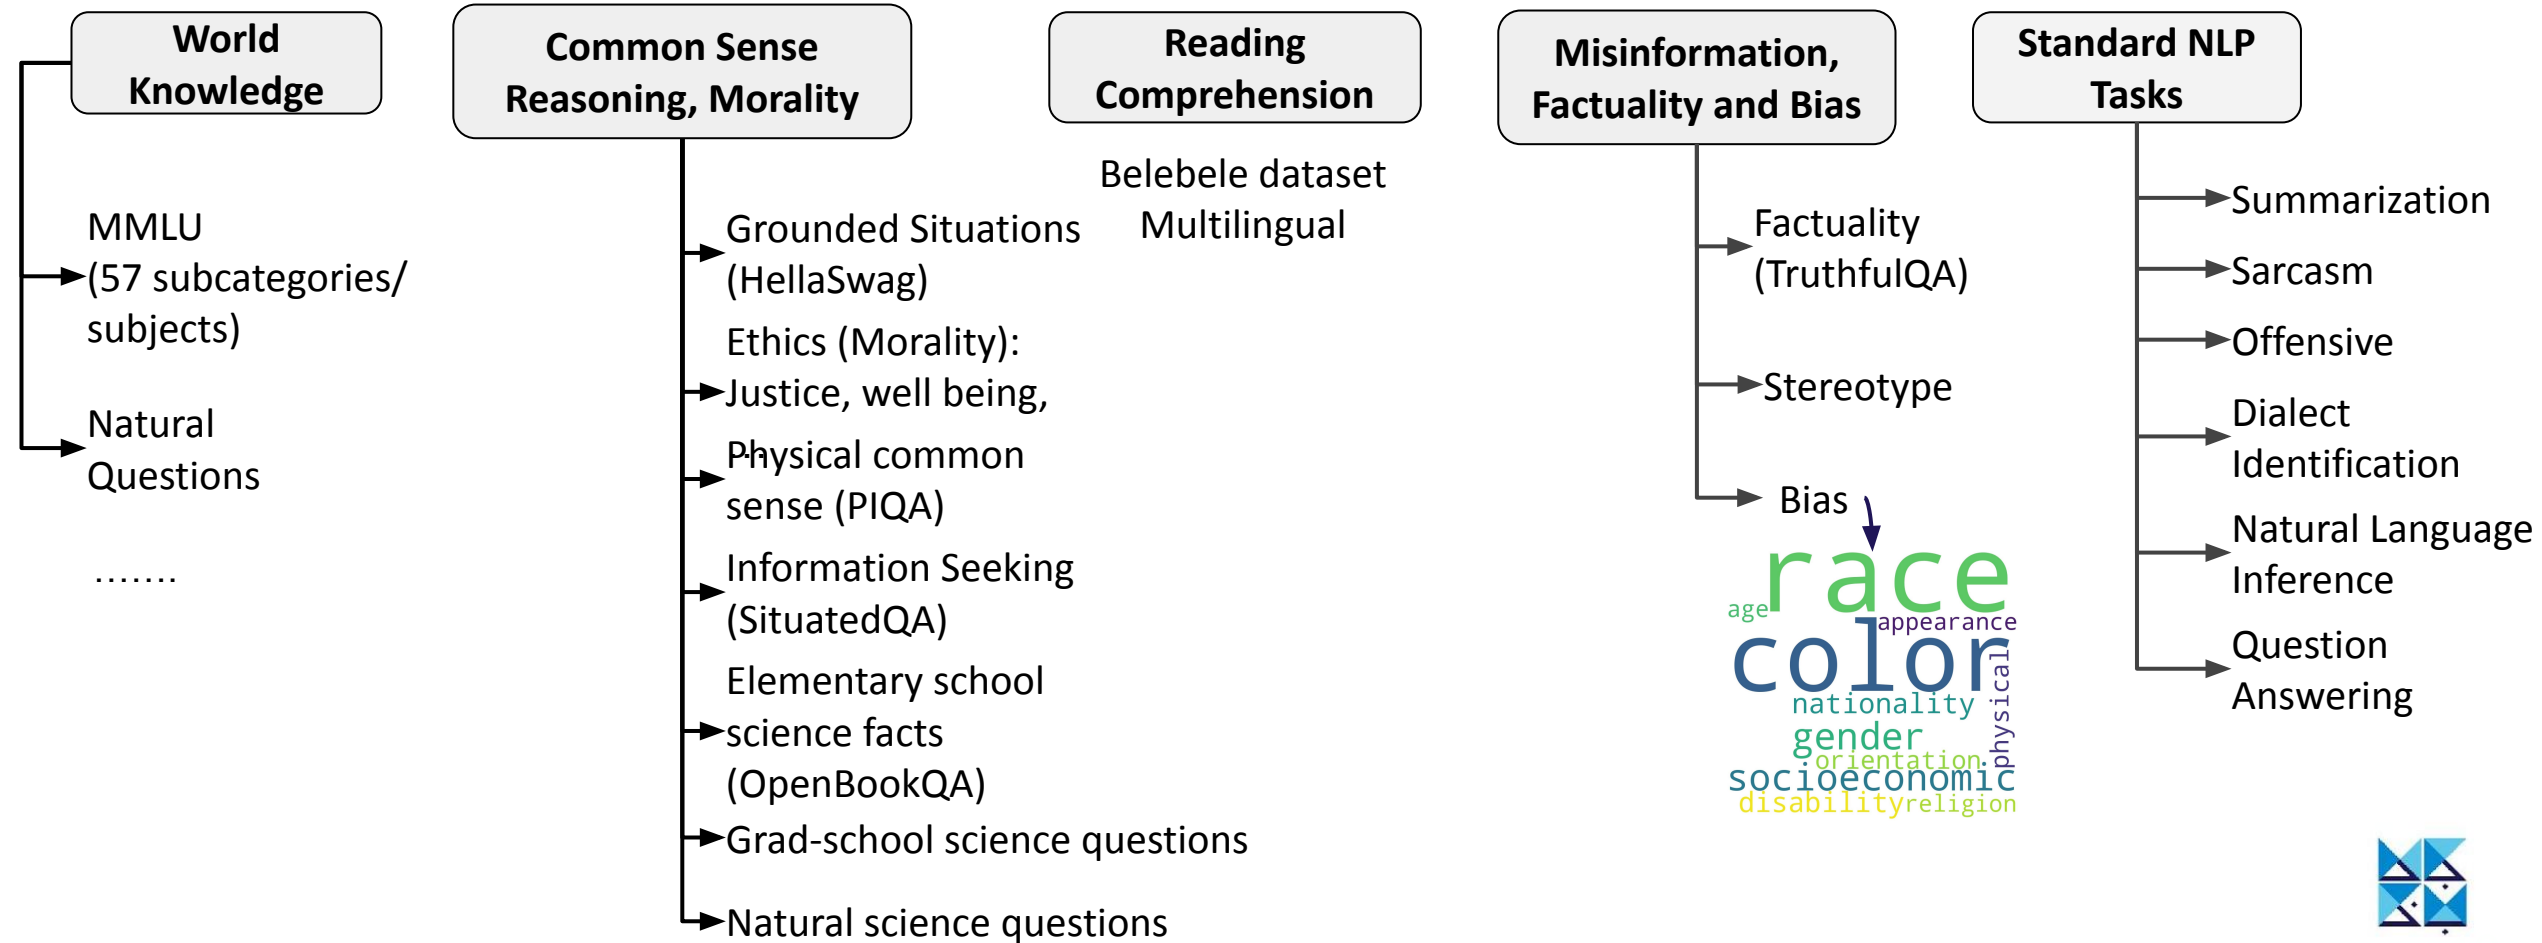 World
Knowledge
MMLU
(57 subcategories/
subjects)
Natural
Questions
.......
Common Sense
Reasoning, Morality
Grounded Situations
(HellaSwag)
Ethics (Morality):
Justice, well being,
...
Physical common
sense (PIQA)
Information Seeking
(SituatedQA)
Elementary school
science facts
(OpenBookQA)
Grad-school science questions
Natural science questions
Reading
Comprehension
Belebele dataset
Multilingual
Misinformation,
Factuality and Bias
Factuality
(TruthfulQA)
Stereotype
Bias
race
age
appearance
color
physical
nationality
gender
orientation
socioeconomic
disability
religion
Standard NLP
Tasks
Summarization
Sarcasm
Offensive
Dialect
Identification
Natural Language
Inference
Question
Answering